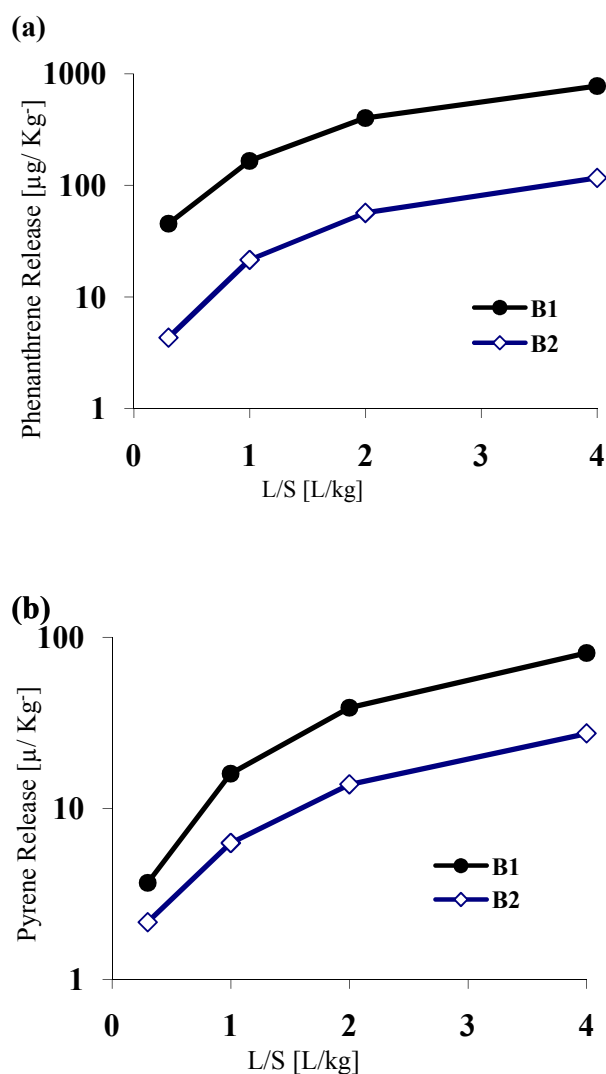 (a)
Phenanthrene Release [µg/ Kg-]
1000
100
10
1
B1
B2
0 1 2 3 4
L/S [L/kg]
(b)
Pyrene Release [µ/ Kg-]
100
10
1
B1
B2
0 1 2 3 4
L/S [L/kg]